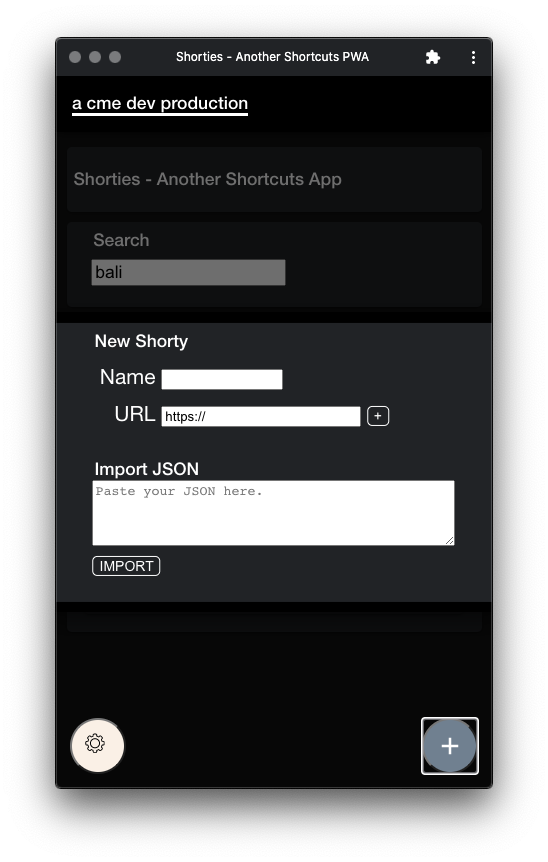 Shorties - Another Shortcuts PWA
a cme dev production
Shorties - Another Shortcuts App
Search
bali
New Shorty
Name
URL https:// +
Import JSON
Paste your JSON here.
IMPORT
+